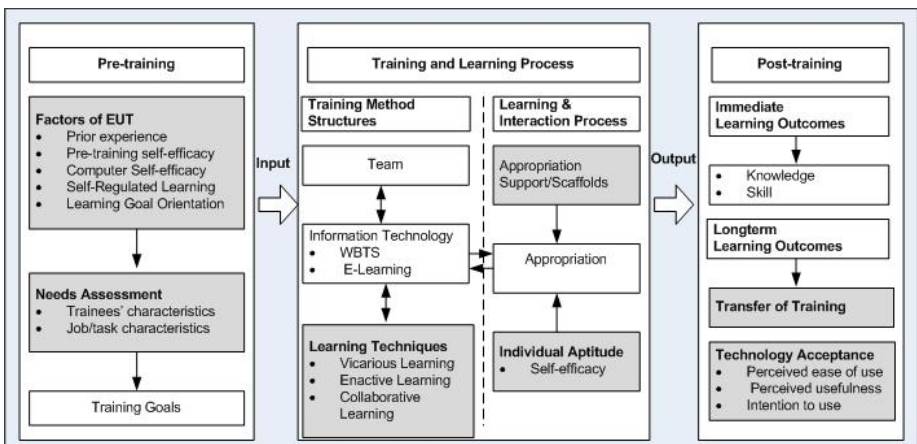 Pre-training
Factors of EUT
• Prior experience
• Pre-training self-efficacy
• Computer Self-efficacy
• Self-Regulated Learning
• Learning Goal Orientation
Needs Assessment
• Trainees' characteristics
• Job/task characteristics
Training Goals
Input
Training and Learning Process
Training Method
Structures
Team
Information Technology
• WBTS
• E-Learning
Learning Techniques
• Vicarious Learning
• Enactive Learning
• Collaborative
Learning
Learning &
Interaction Process
Appropriation
Support/Scaffolds
Appropriation
Individual Aptitude
• Self-efficacy
Output
Post-training
Immediate
Learning Outcomes
• Knowledge
• Skill
Longterm
Learning Outcomes
Transfer of Training
Technology Acceptance
• Perceived ease of use
• Perceived usefulness
• Intention to use